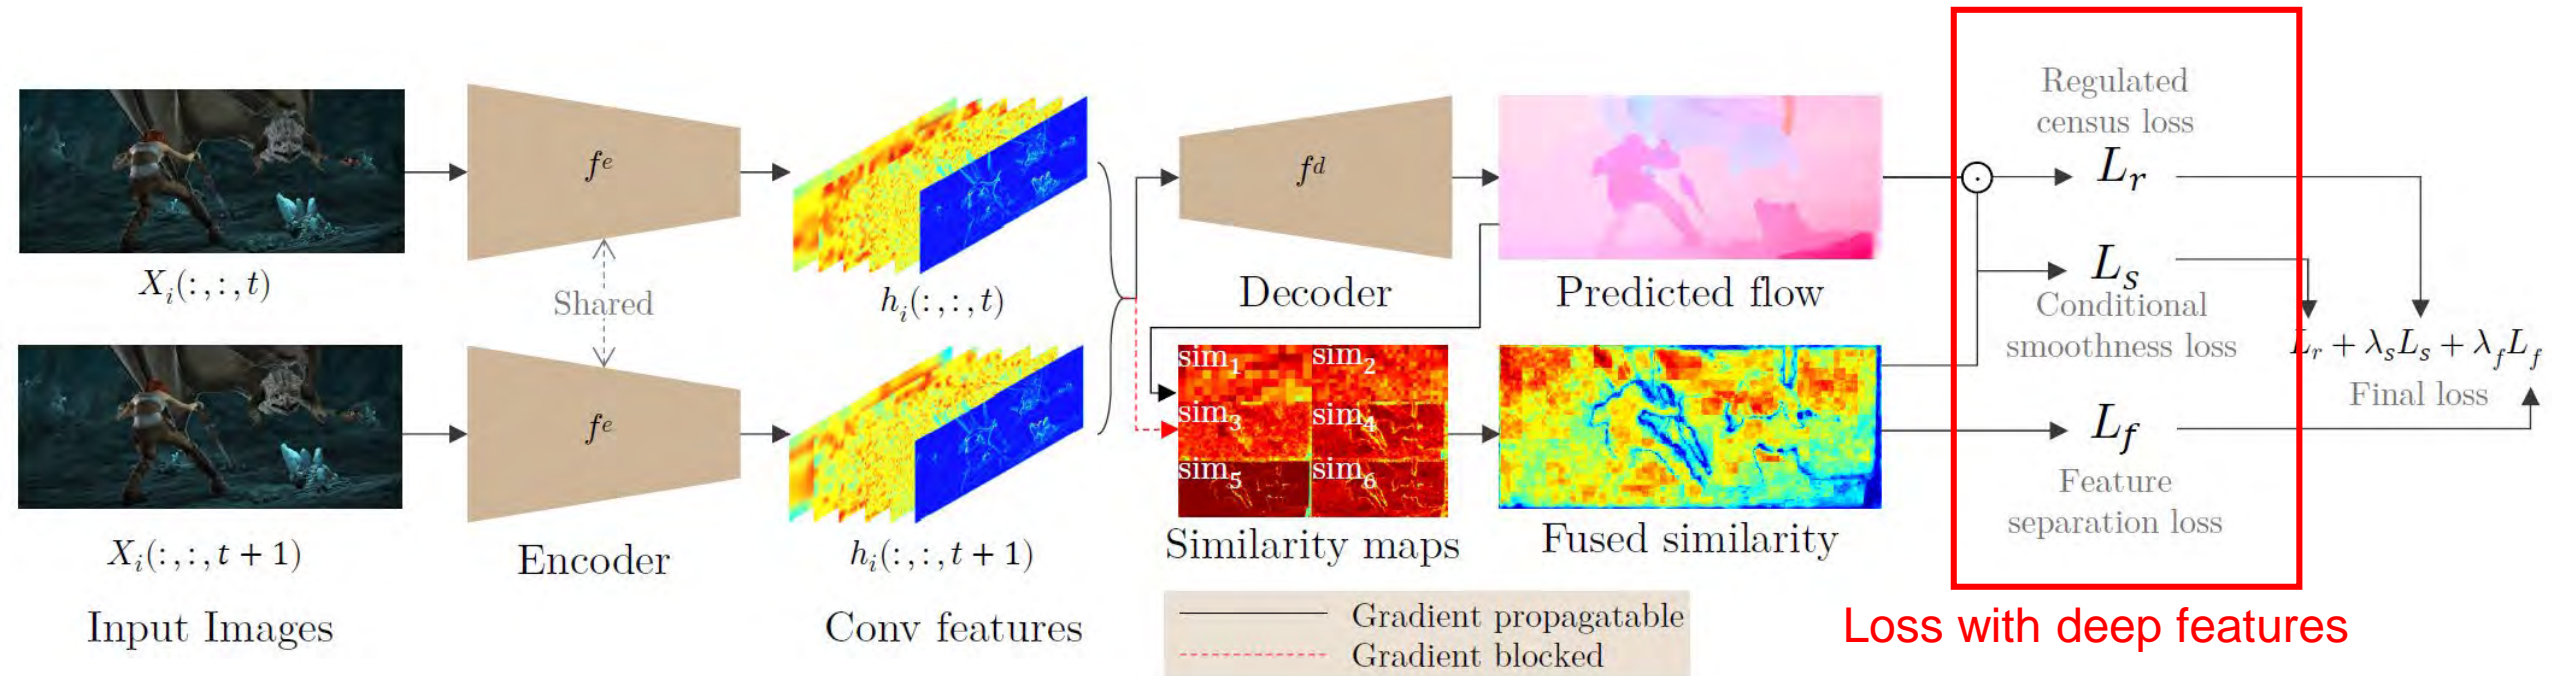 X_i(:,:,t)
X_i(:,:,t+1)
Input Images
f^e
Shared
f^e
Encoder
h_i(:,:,t)
h_i(:,:,t+1)
Conv features
f^d
Decoder
Predicted flow
sim_1 sim_2
sim_3 sim_4
sim_5 sim_6
Similarity maps
Fused similarity
Gradient propagatable
Gradient blocked
Regulated
census loss
L_r
L_s
Conditional
smoothness loss
L_f
Feature
separation loss
L_r + λ_s L_s + λ_f L_f
Final loss
Loss with deep features